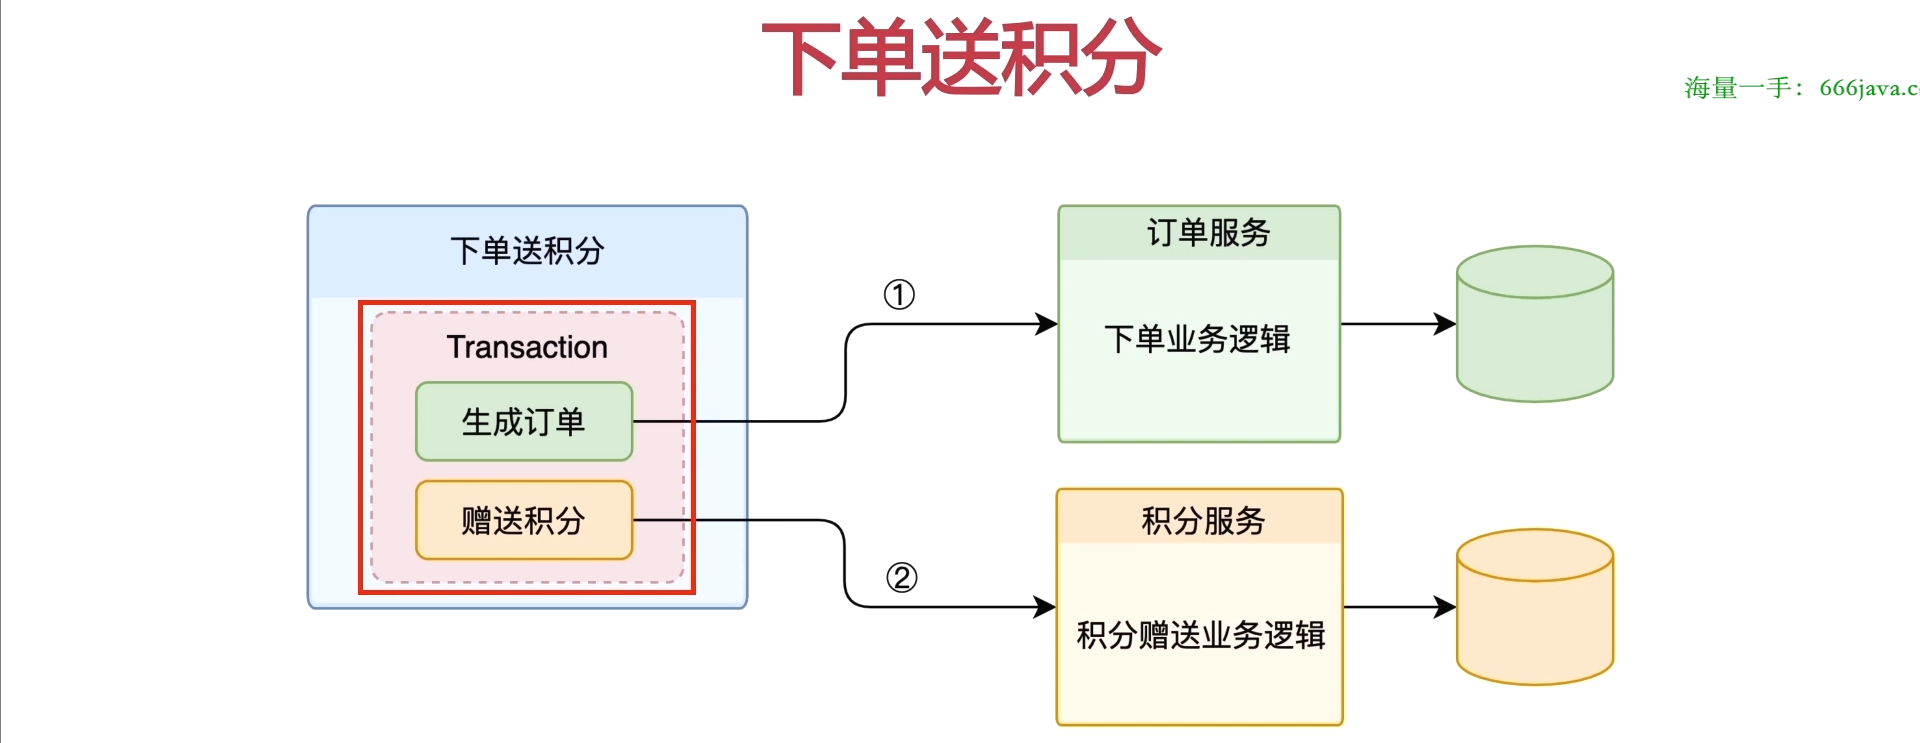 下单送积分
海量一手：666java.c
下单送积分
Transaction
生成订单
赠送积分
①
②
订单服务
下单业务逻辑
积分服务
积分赠送业务逻辑